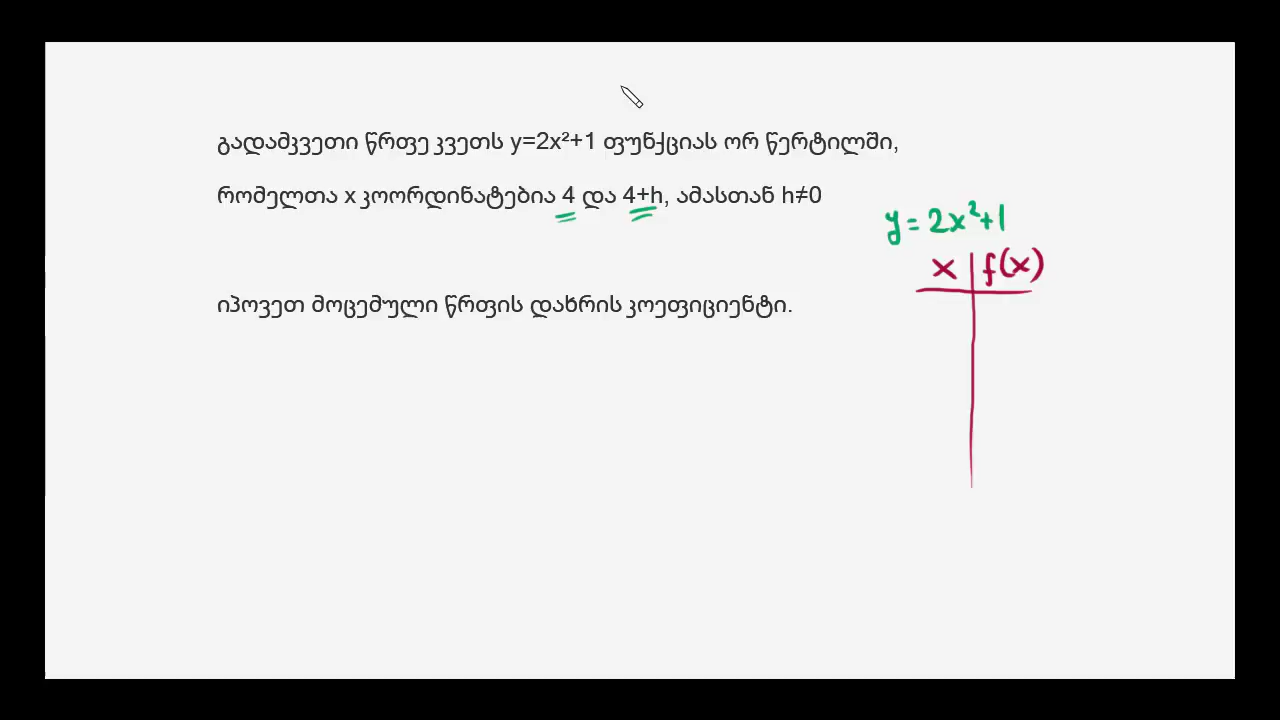 გადამკვეთი წრფე კვეთს y=2x²+1 ფუნქციას ორ წერტილში,
რომელთა x კოორდინატებია 4 და 4+h, ამასთან h≠0
y = 2x²+1
x f(x)
იპოვეთ მოცემული წრფის დახრის კოეფიციენტი.